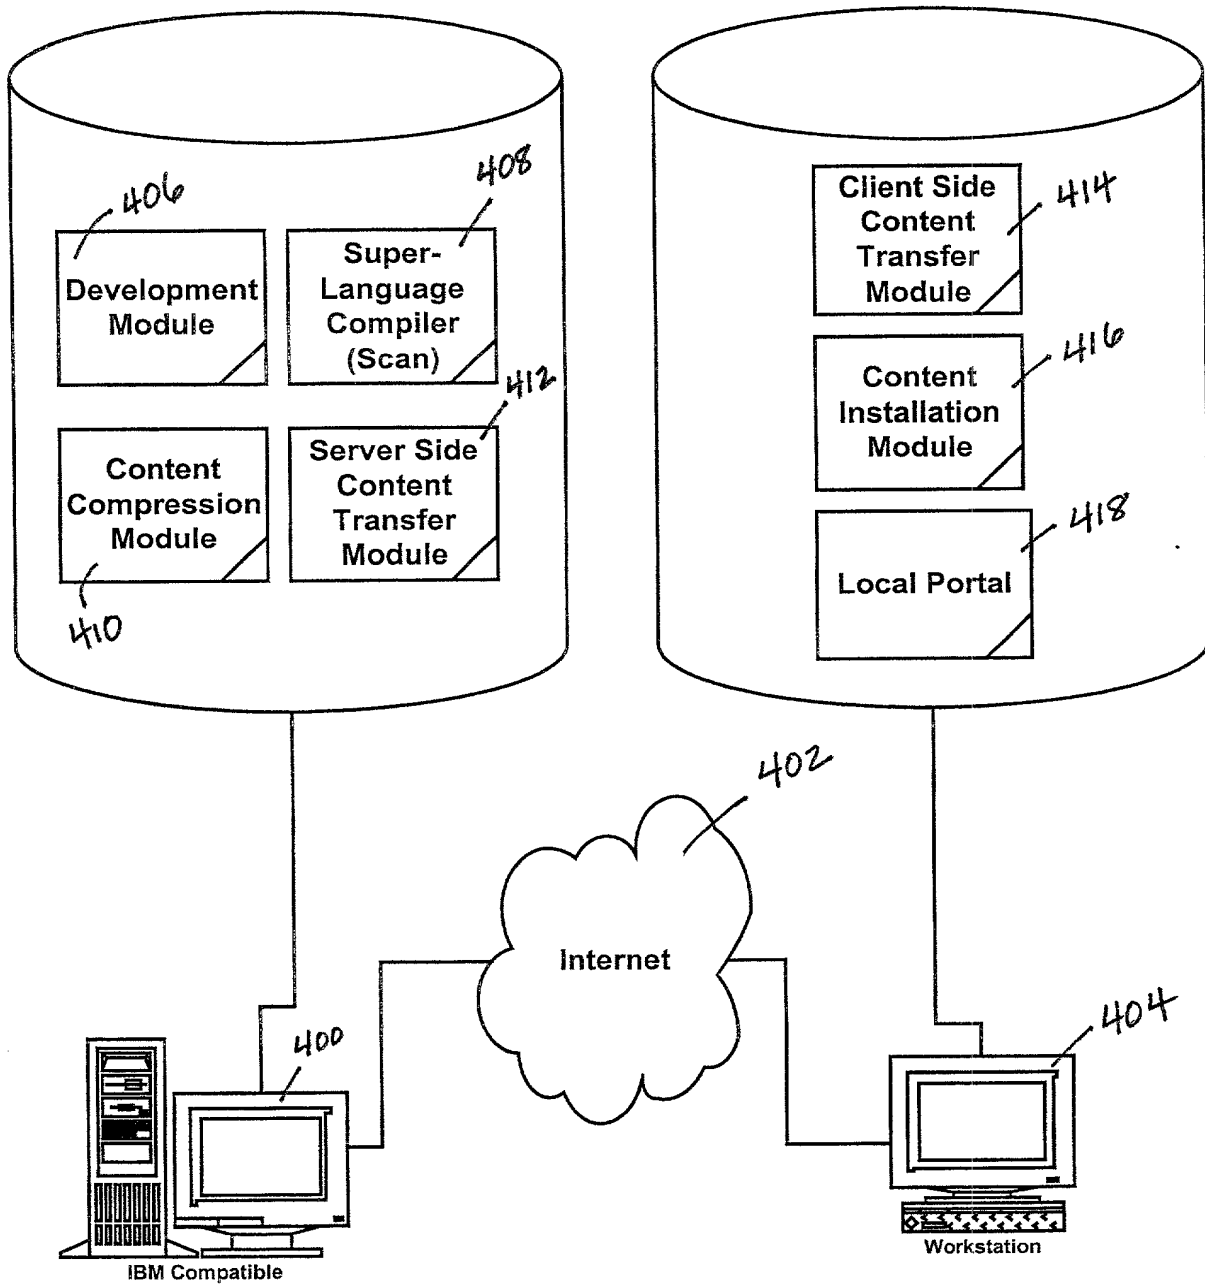 406
Development
Module
408
Super-
Language
Compiler
(Scan)
Content
Compression
Module
410
412
Server Side
Content
Transfer
Module
Client Side
Content
Transfer
Module
414
Content
Installation
Module
416
Local Portal
418
402
Internet
400
IBM Compatible
404
Workstation